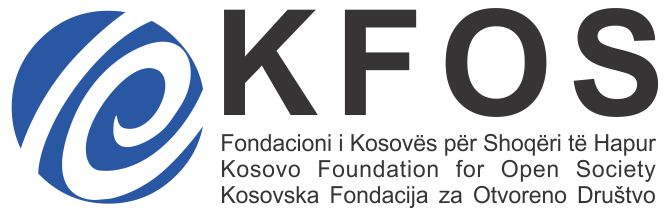 KFOS
Fondacioni i Kosovës për Shoqëri të Hapur
Kosovo Foundation for Open Society
Kosovska Fondacija za Otvoreno Društvo